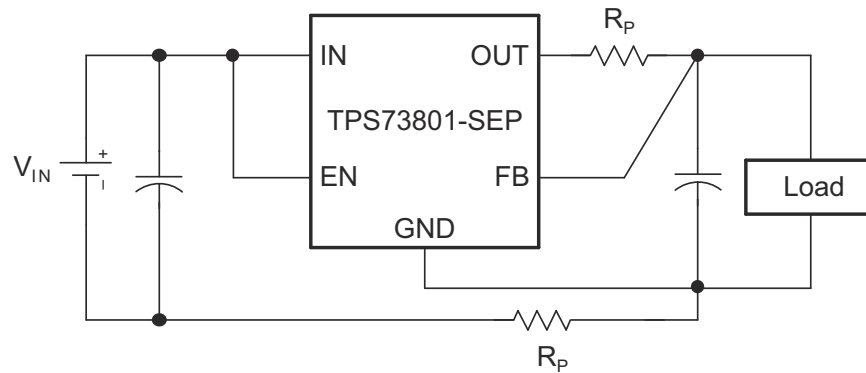 R_P
IN
OUT
TPS73801-SEP
V_IN
+
I
EN
FB
Load
GND
R_P